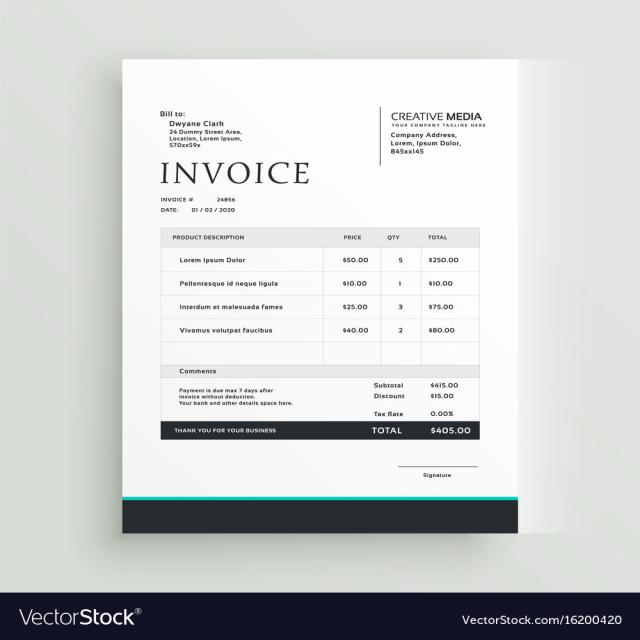 Bill to:
Dwyane Clark
24 Dummy Street Area,
Location, Lorem Ipsum,
570xx59x
CREATIVE MEDIA
YOUR COMPANY TAGLINE HERE
Company Address,
Lorem, Ipsum Dolor,
845xx145
INVOICE
INVOICE # 24856
DATE: 01 / 02 / 2020
PRODUCT DESCRIPTION PRICE QTY TOTAL
Lorem Ipsum Dolor $50.00 5 $250.00
Pellentesque id neque ligula $10.00 1 $10.00
Interdum et malesuada fames $25.00 3 $75.00
Vivamus volutpat faucibus $40.00 2 $80.00
Comments
Payment is due max 7 days after
invoice without deduction.
Your bank and other details space here.
Subtotal $415.00
Discount $15.00
Tax Rate 0.00%
THANK YOU FOR YOUR BUSINESS TOTAL $405.00
Signature
VectorStock®
VectorStock.com/16200420